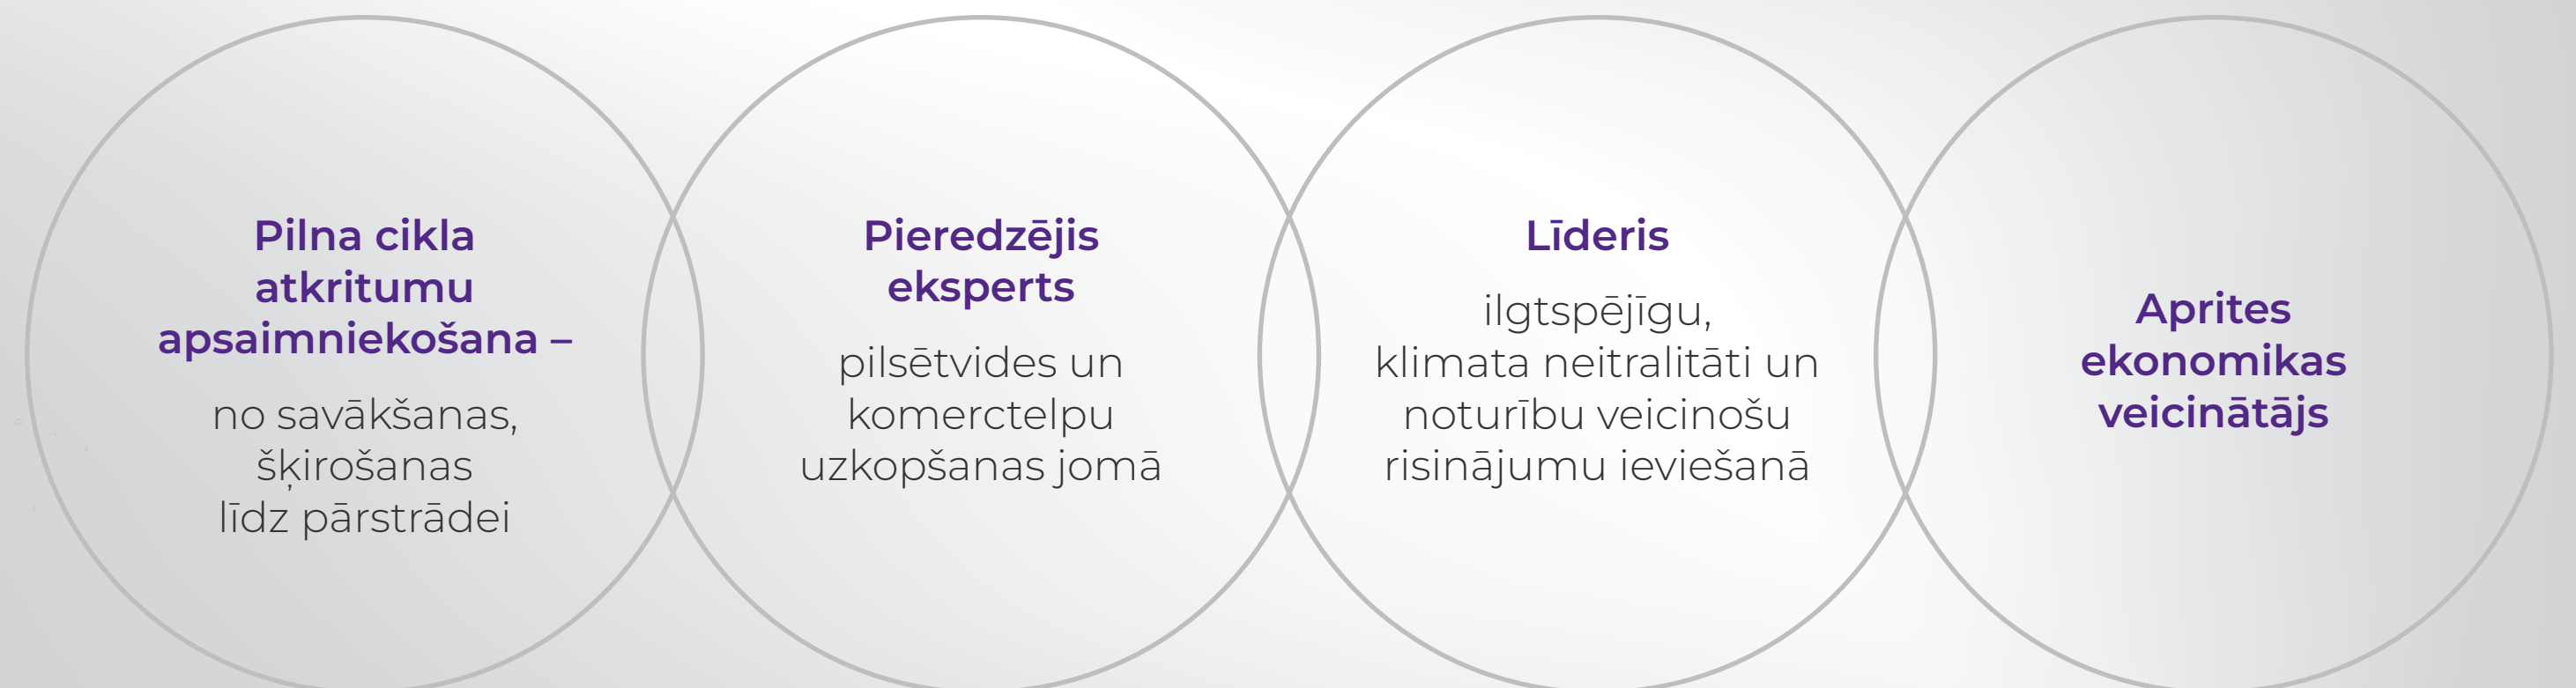 Pilna cikla
atkritumu
apsaimniekošana –
no savākšanas,
šķirošanas
līdz pārstrādei
Pieredzējis
eksperts
pilsētvides un
komerctelpu
uzkopšanas jomā
Līderis
ilgtspējīgu,
klimata neitralitāti un
noturību veicinošu
risinājumu ieviešanā
Aprites
ekonomikas
veicinātājs